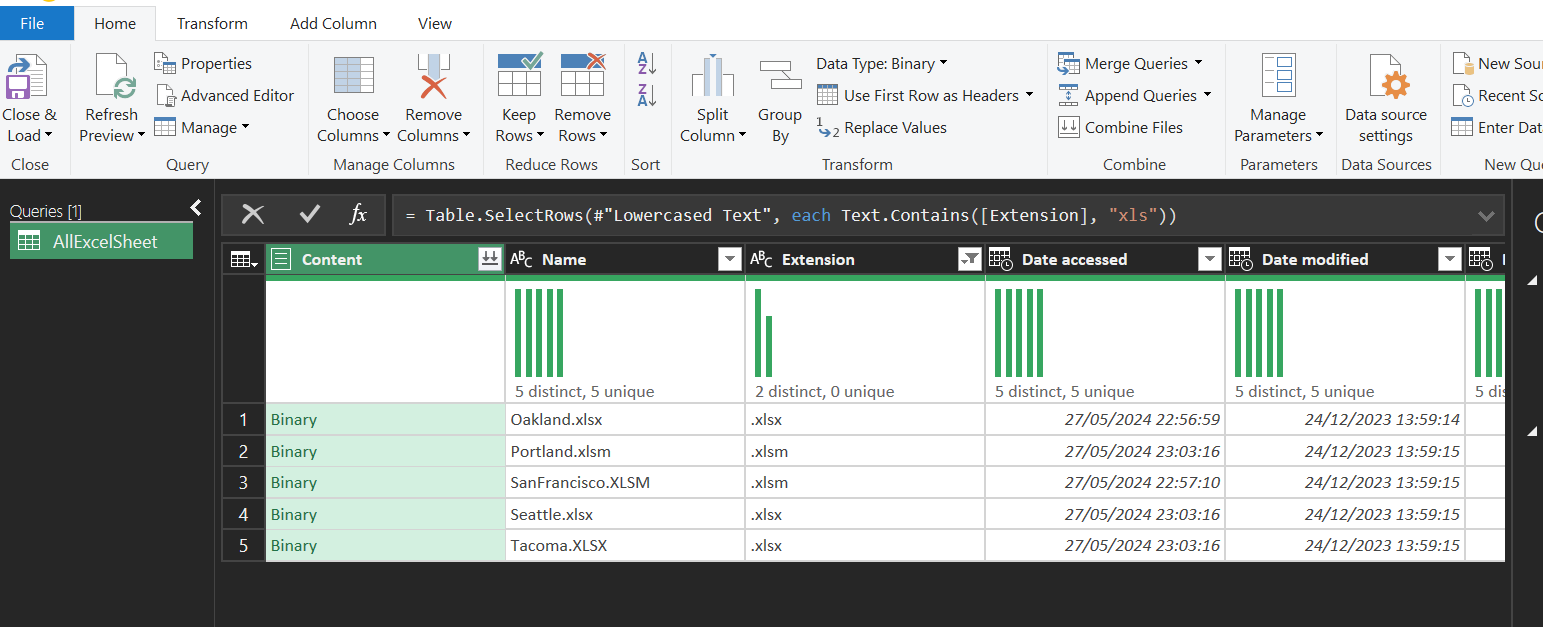 File Home Transform Add Column View
Close & Load
Close
Refresh Preview
Properties
Advanced Editor
Manage
Query
Choose Columns
Remove Columns
Manage Columns
Keep Rows
Remove Rows
Reduce Rows
A Z
Z A
Sort
Split Column
Group By
Data Type: Binary
Use First Row as Headers
1 2 Replace Values
Transform
Merge Queries
Append Queries
Combine Files
Combine
Manage Parameters
Parameters
Data source settings
Data Sources
New
Recent
Enter
New
Queries [1]
AllExcelSheet
fx = Table.SelectRows(#"Lowercased Text", each Text.Contains([Extension], "xls"))
Content ABC Name ABC Extension Date accessed Date modified
5 distinct, 5 unique 2 distinct, 0 unique 5 distinct, 5 unique 5 distinct, 5 unique 5
1 Binary Oakland.xlsx .xlsx 27/05/2024 22:56:59 24/12/2023 13:59:14
2 Binary Portland.xlsm .xlsm 27/05/2024 23:03:16 24/12/2023 13:59:15
3 Binary SanFrancisco.XLSM .xlsm 27/05/2024 22:57:10 24/12/2023 13:59:15
4 Binary Seattle.xlsx .xlsx 27/05/2024 23:03:16 24/12/2023 13:59:15
5 Binary Tacoma.XLSX .xlsx 27/05/2024 23:03:16 24/12/2023 13:59:15